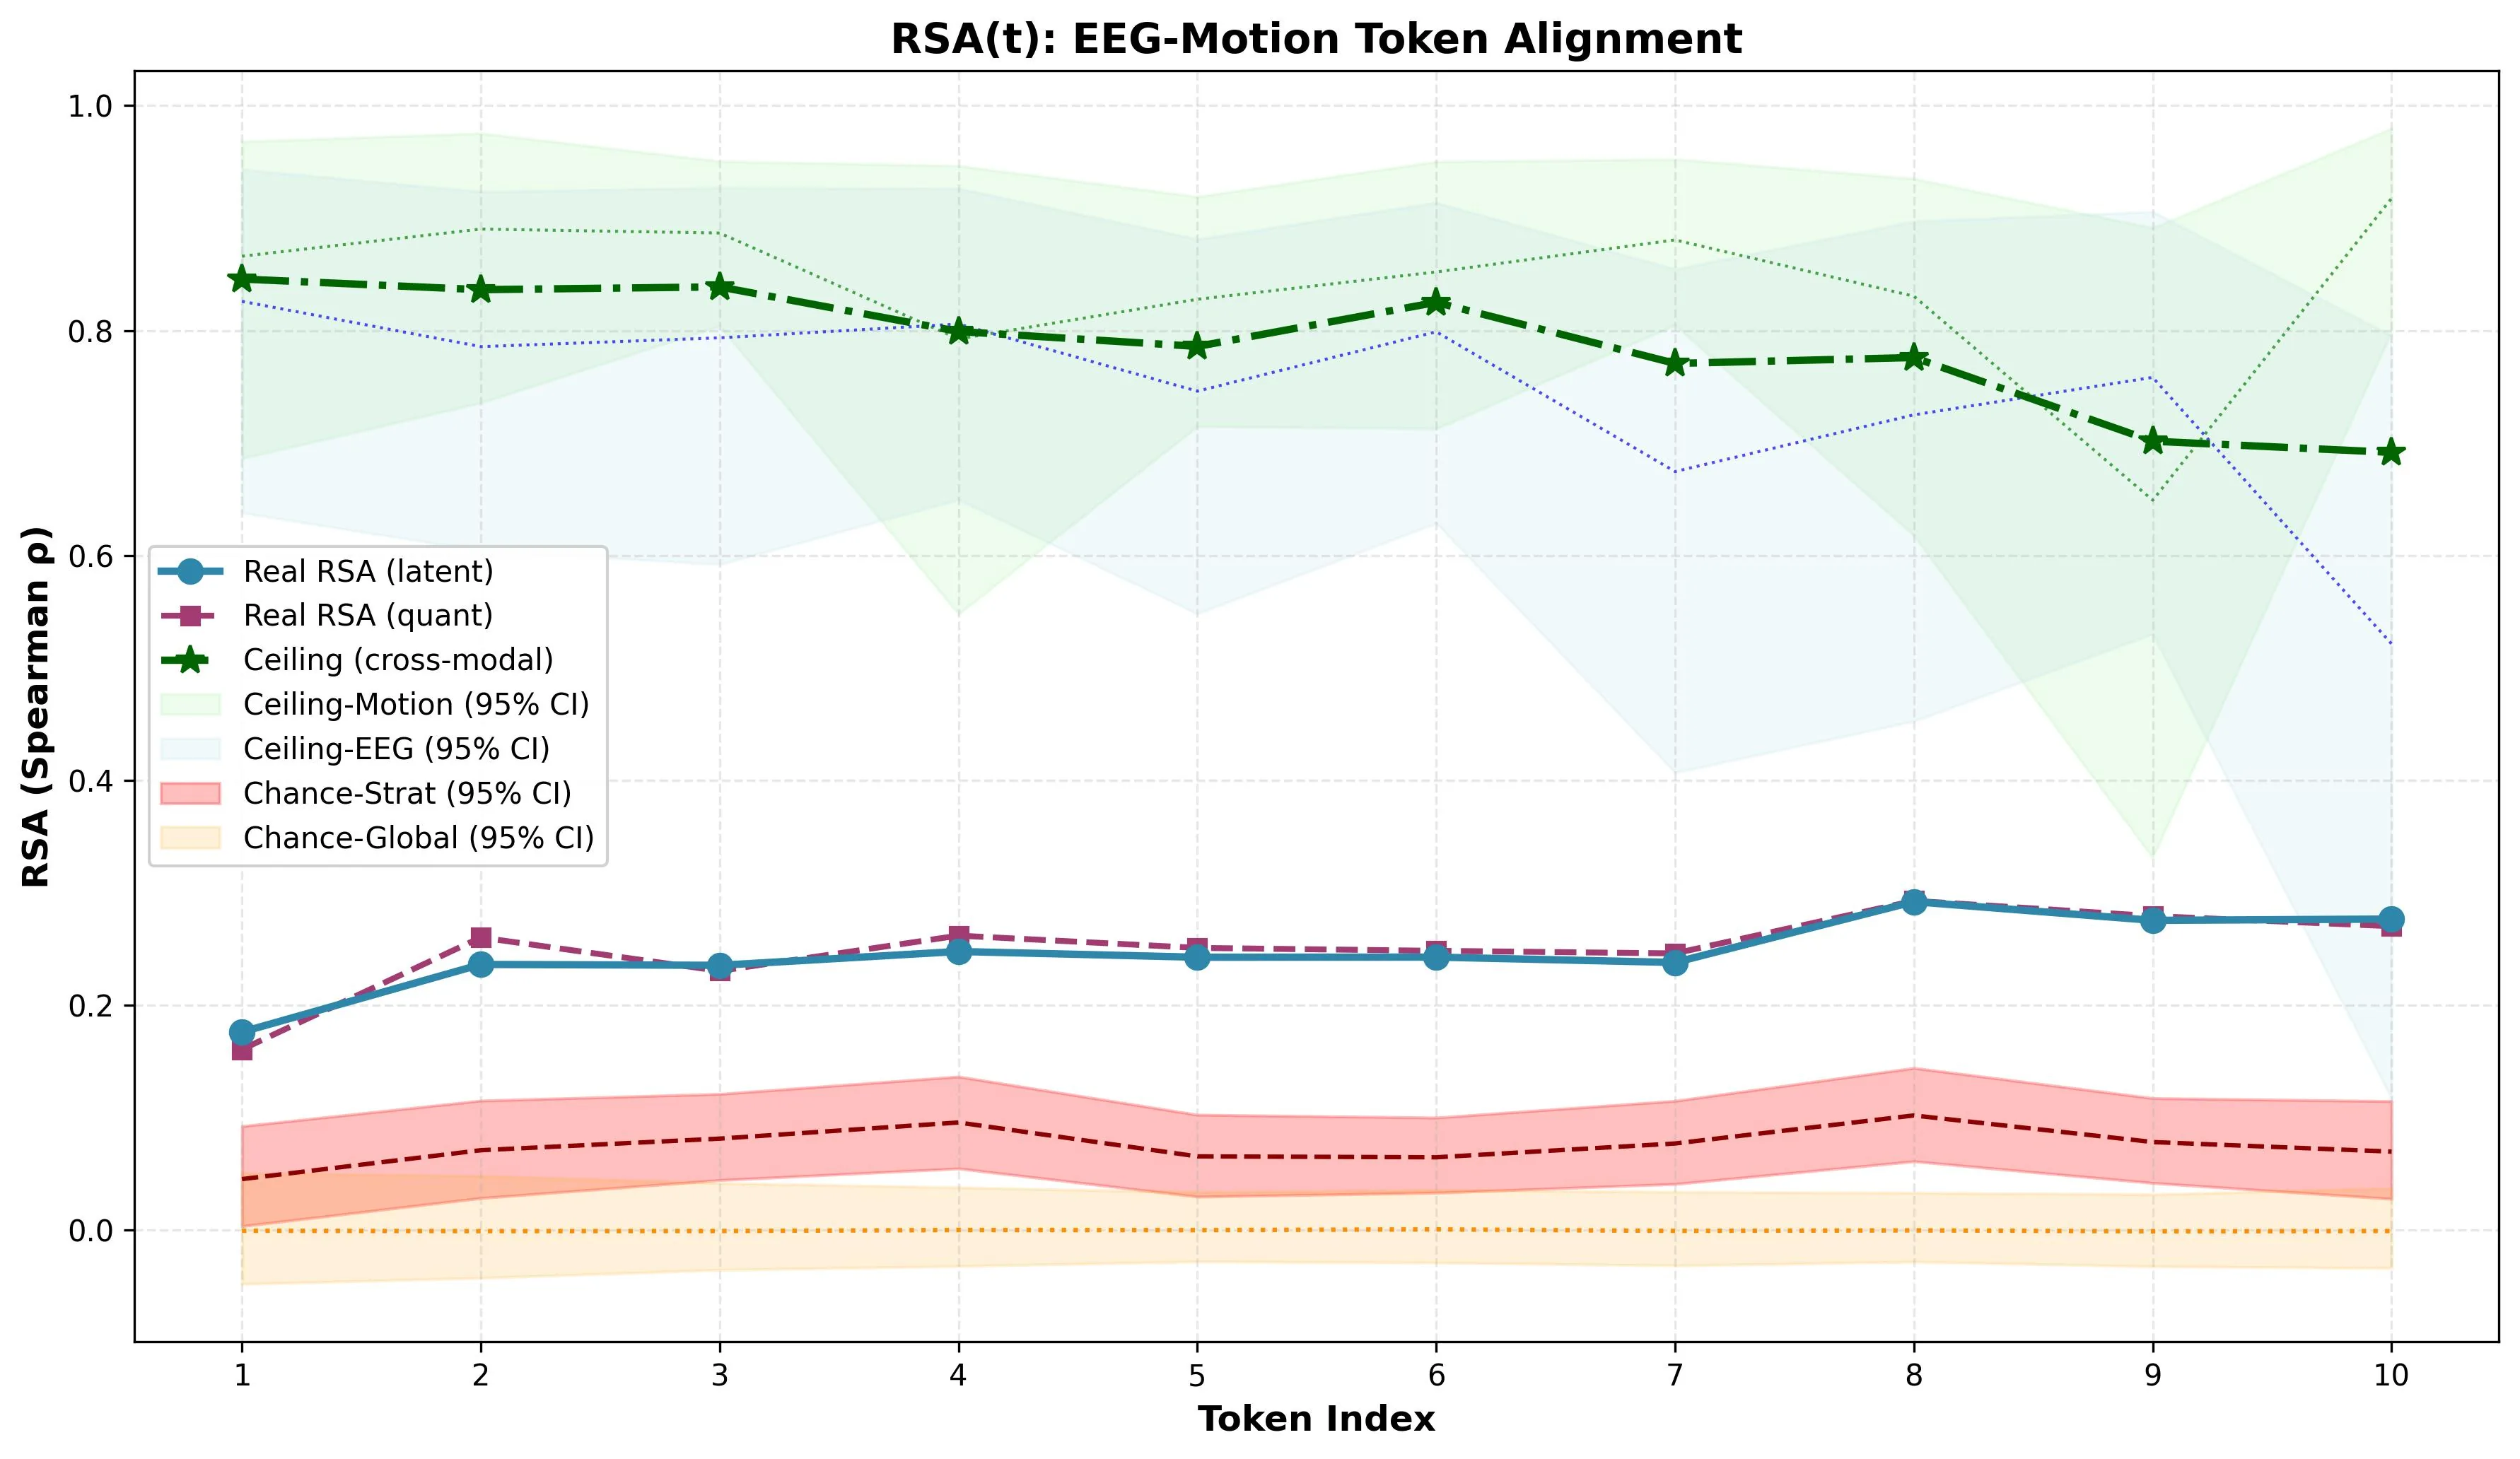 RSA(t): EEG-Motion Token Alignment
RSA (Spearman ρ)
1.0
0.8
0.6
0.4
0.2
0.0
Real RSA (latent)
Real RSA (quant)
Ceiling (cross-modal)
Ceiling-Motion (95% CI)
Ceiling-EEG (95% CI)
Chance-Strat (95% CI)
Chance-Global (95% CI)
1 2 3 4 5 6 7 8 9 10
Token Index